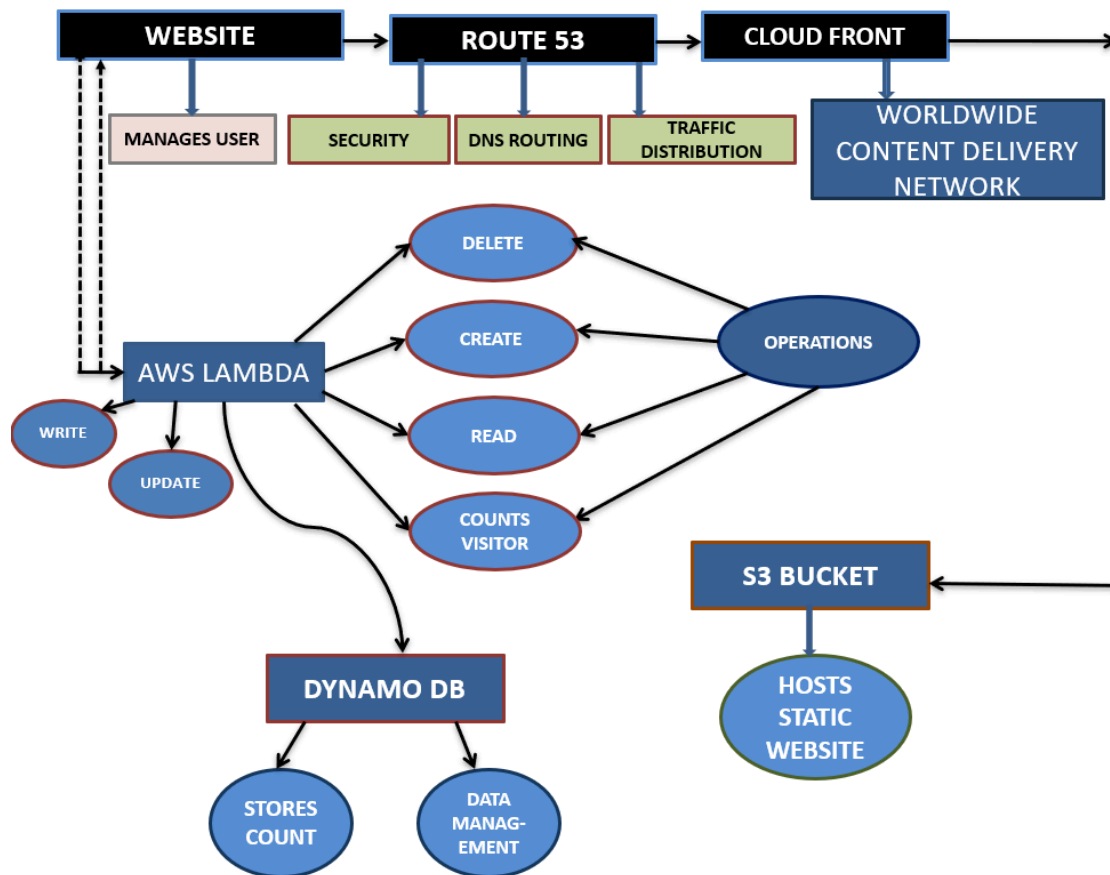 WEBSITE
ROUTE 53
CLOUD FRONT
MANAGES USER
SECURITY
DNS ROUTING
TRAFFIC
DISTRIBUTION
WORLDWIDE
CONTENT DELIVERY
NETWORK
DELETE
CREATE
OPERATIONS
AWS LAMBDA
WRITE
READ
UPDATE
COUNTS
VISITOR
S3 BUCKET
DYNAMO DB
HOSTS
STATIC
WEBSITE
STORES
COUNT
DATA
MANAG-
EMENT